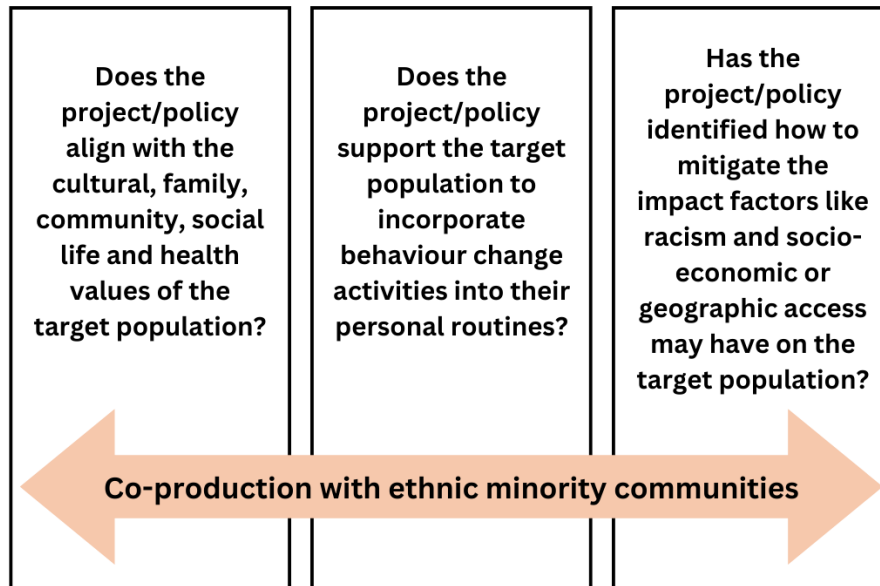 Does the
project/policy
align with the
cultural, family,
community, social
life and health
values of the
target population?
Does the
project/policy
support the target
population to
incorporate
behaviour change
activities into their
personal routines?
Has the
project/policy
identified how to
mitigate the
impact factors like
racism and socio-
economic or
geographic access
may have on the
target population?
Co-production with ethnic minority communities